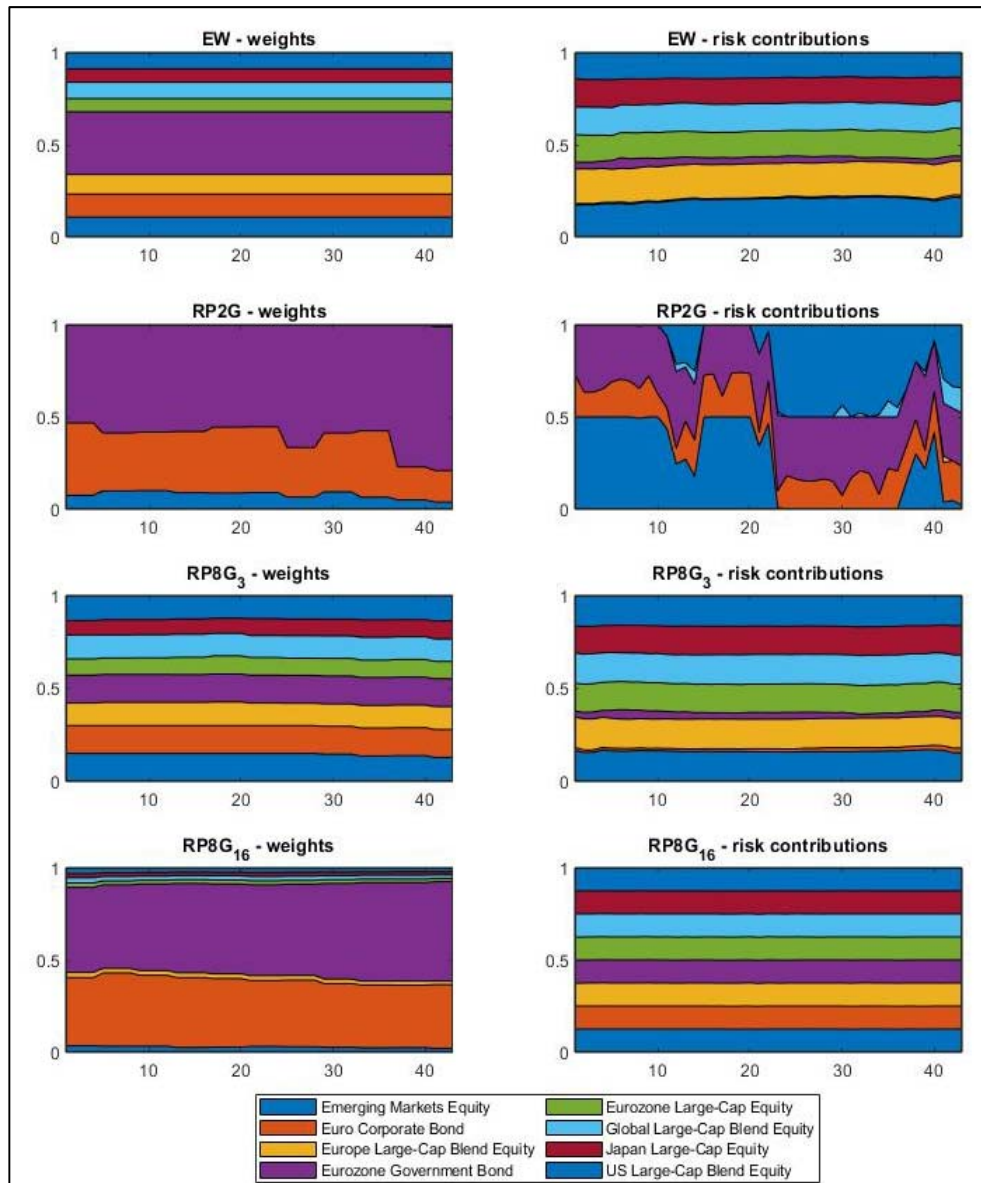 EW - weights
EW - risk contributions
1
0.5
0
10 20 30 40
1
0.5
0
10 20 30 40
RP2G - weights
RP2G - risk contributions
1
0.5
0
10 20 30 40
1
0.5
0
10 20 30 40
RP8G3 - weights
RP8G3 - risk contributions
1
0.5
0
10 20 30 40
1
0.5
0
10 20 30 40
RP8G16 - weights
RP8G16 - risk contributions
1
0.5
0
10 20 30 40
1
0.5
0
10 20 30 40
Emerging Markets Equity
Euro Corporate Bond
Europe Large-Cap Blend Equity
Eurozone Government Bond
Eurozone Large-Cap Equity
Global Large-Cap Blend Equity
Japan Large-Cap Equity
US Large-Cap Blend Equity